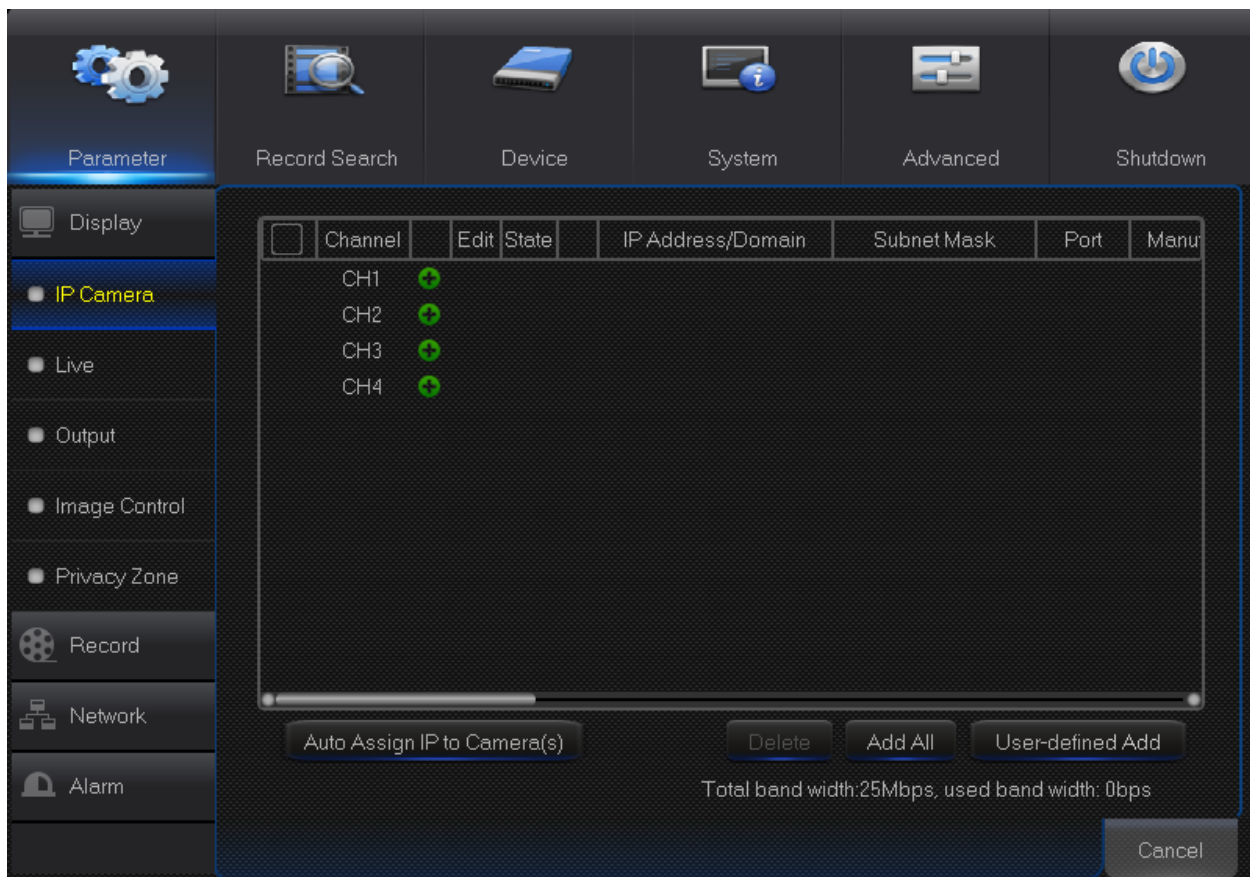 Parameter Record Search Device System Advanced Shutdown
Display
Channel Edit State IP Address/Domain Subnet Mask Port Manuf
IP Camera
CH1
CH2
CH3
CH4
Live
Output
Image Control
Privacy Zone
Record
Network
Alarm
Auto Assign IP to Camera(s) Delete Add All User-defined Add
Total band width:25Mbps, used band width: 0bps
Cancel